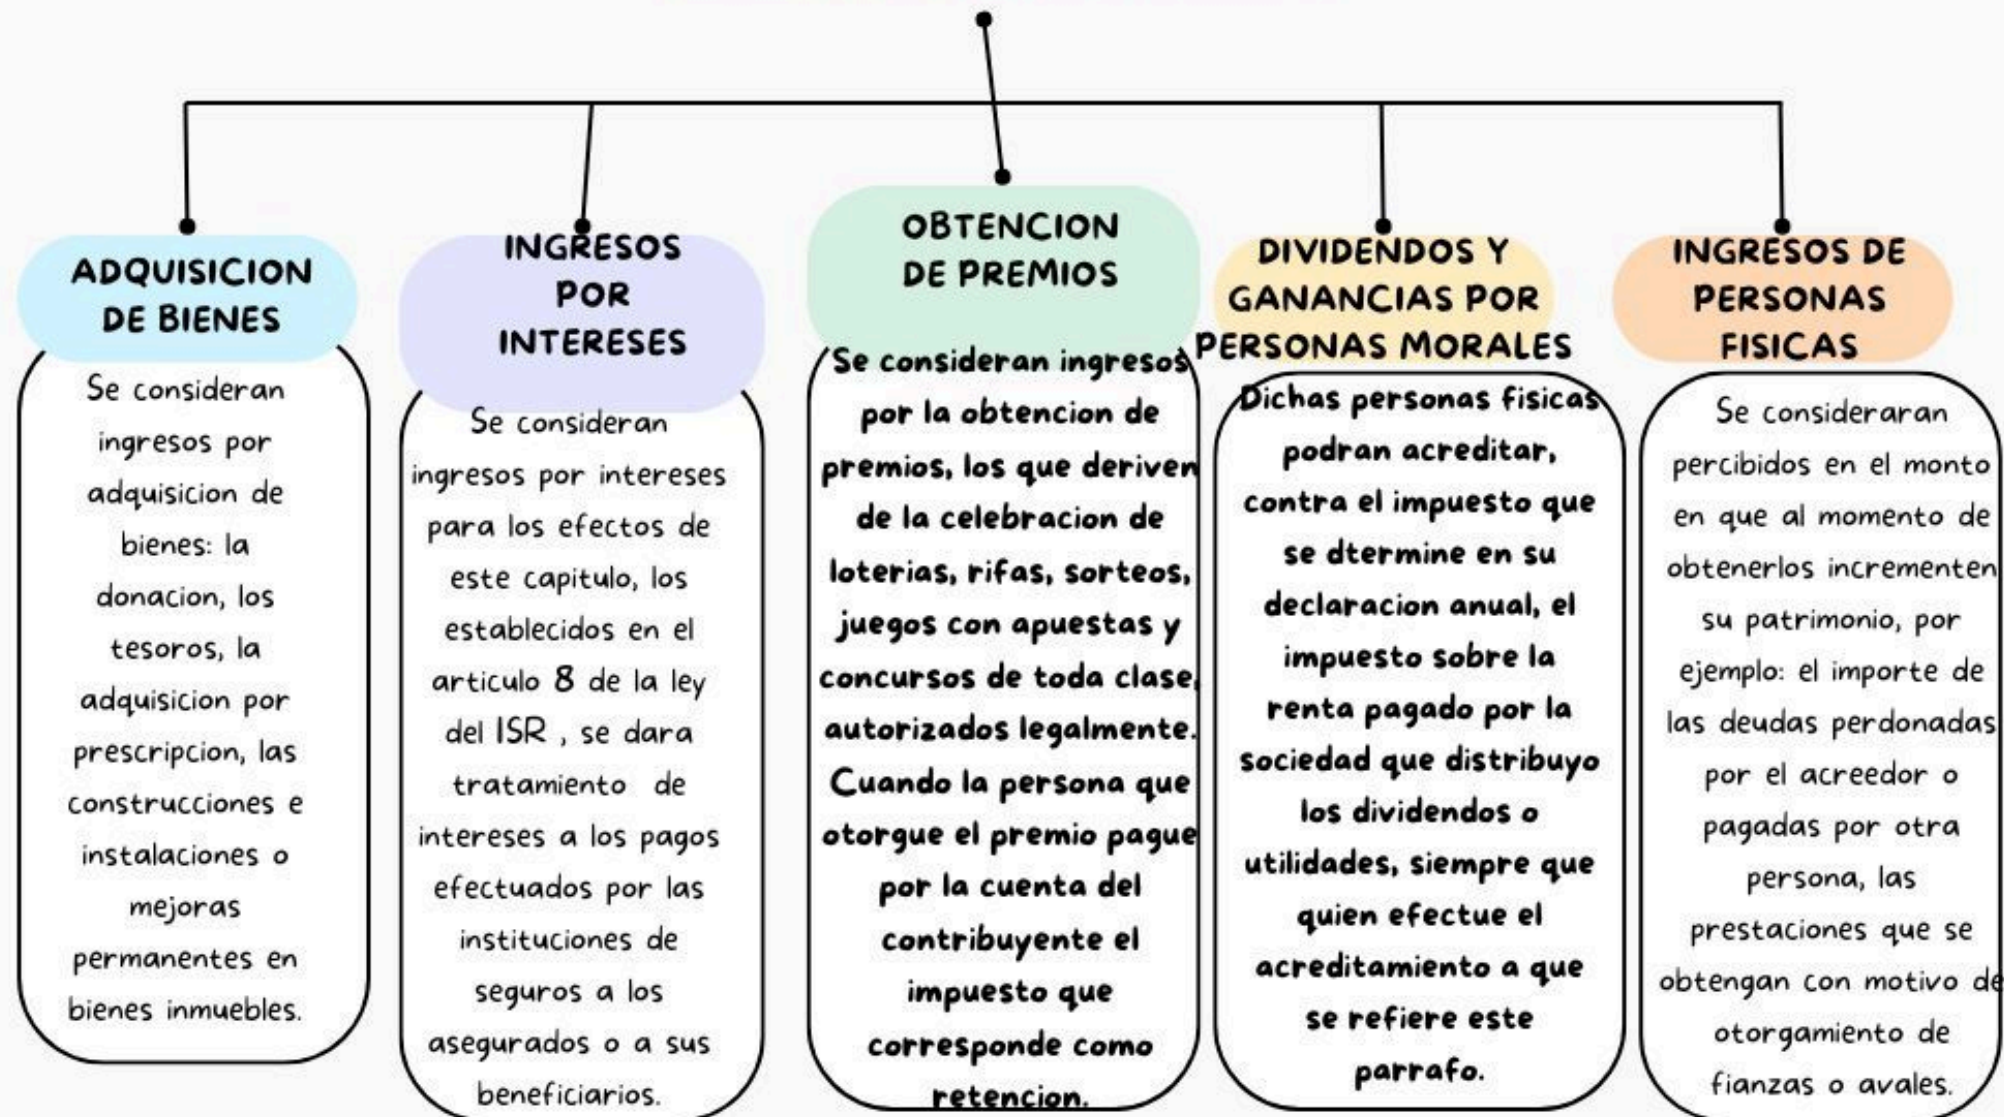 ADQUISICION
DE BIENES
Se consideran
ingresos por
adquisicion de
bienes: la
donacion, los
tesoros, la
adquisicion por
prescripcion, las
construcciones e
instalaciones o
mejoras
permanentes en
bienes inmuebles.
INGRESOS
POR
INTERESES
Se consideran
ingresos por intereses
para los efectos de
este capitulo, los
establecidos en el
articulo 8 de la ley
del ISR , se dara
tratamiento de
intereses a los pagos
efectuados por las
instituciones de
seguros a los
asegurados o a sus
beneficiarios.
OBTENCION
DE PREMIOS
Se consideran ingresos
por la obtencion de
premios, los que deriven
de la celebracion de
loterias, rifas, sorteos,
juegos con apuestas y
concursos de toda clase,
autorizados legalmente.
Cuando la persona que
otorgue el premio pague
por la cuenta del
contribuyente el
impuesto que
corresponde como
retencion.
DIVIDENDOS Y
GANANCIAS POR
PERSONAS MORALES
Dichas personas fisicas
podran acreditar,
contra el impuesto que
se dtermine en su
declaracion anual, el
impuesto sobre la
renta pagado por la
sociedad que distribuyo
los dividendos o
utilidades, siempre que
quien efectue el
acreditamiento a que
se refiere este
parrafo.
INGRESOS DE
PERSONAS
FISICAS
Se consideraran
percibidos en el monto
en que al momento de
obtenerlos incrementen
su patrimonio, por
ejemplo: el importe de
las deudas perdonadas
por el acreedor o
pagadas por otra
persona, las
prestaciones que se
obtengan con motivo de
otorgamiento de
fianzas o avales.